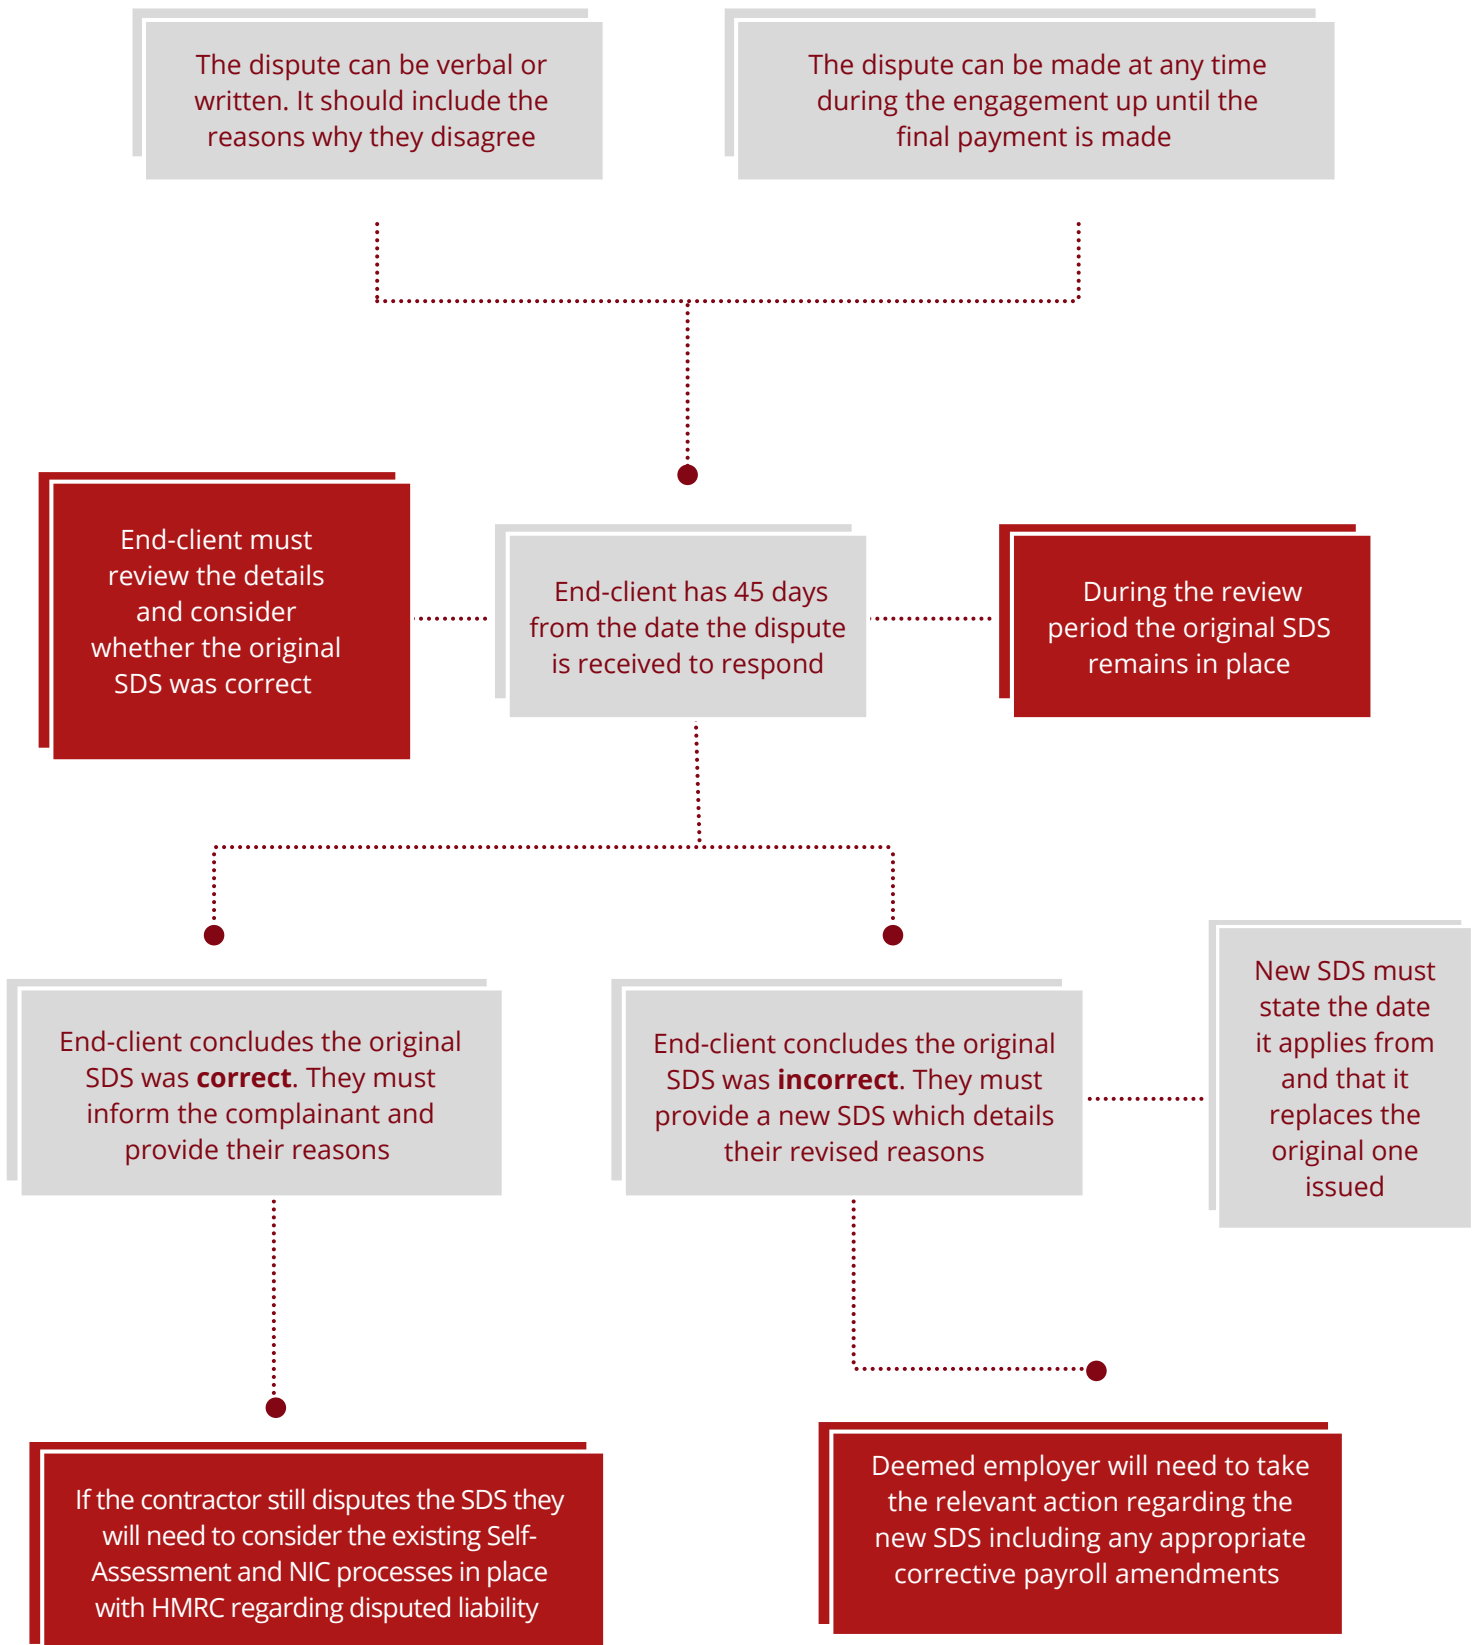 The dispute can be verbal or
written. It should include the
reasons why they disagree
The dispute can be made at any time
during the engagement up until the
final payment is made
End-client must
review the details
and consider
whether the original
SDS was correct
End-client has 45 days
from the date the dispute
is received to respond
During the review
period the original SDS
remains in place
End-client concludes the original
SDS was correct. They must
inform the complainant and
provide their reasons
End-client concludes the original
SDS was incorrect. They must
provide a new SDS which details
their revised reasons
New SDS must
state the date
it applies from
and that it
replaces the
original one
issued
If the contractor still disputes the SDS they
will need to consider the existing Self-
Assessment and NIC processes in place
with HMRC regarding disputed liability
Deemed employer will need to take
the relevant action regarding the
new SDS including any appropriate
corrective payroll amendments